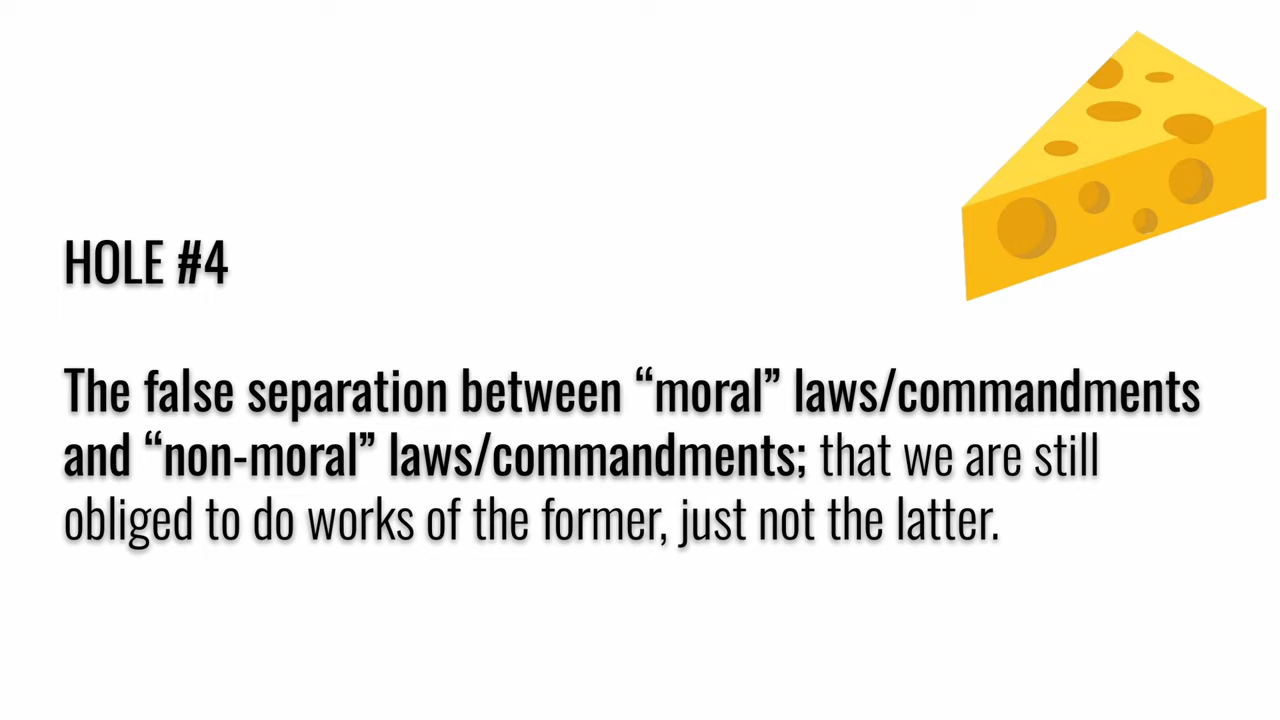 HOLE #4
The false separation between “moral” laws/commandments
and “non-moral” laws/commandments; that we are still
obliged to do works of the former, just not the latter.